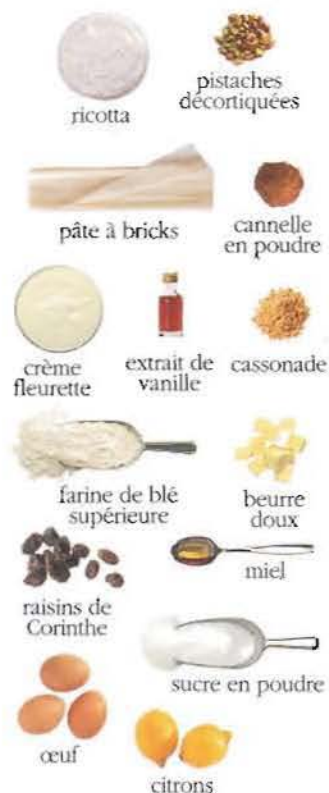 ricotta
pistaches
décortiquées
pâte à bricks
cannelle
en poudre
crème
fleurette
extrait de
vanille
cassonade
farine de blé
supérieure
beurre
doux
raisins de
Corinthe
miel
sucre en poudre
œuf
citrons